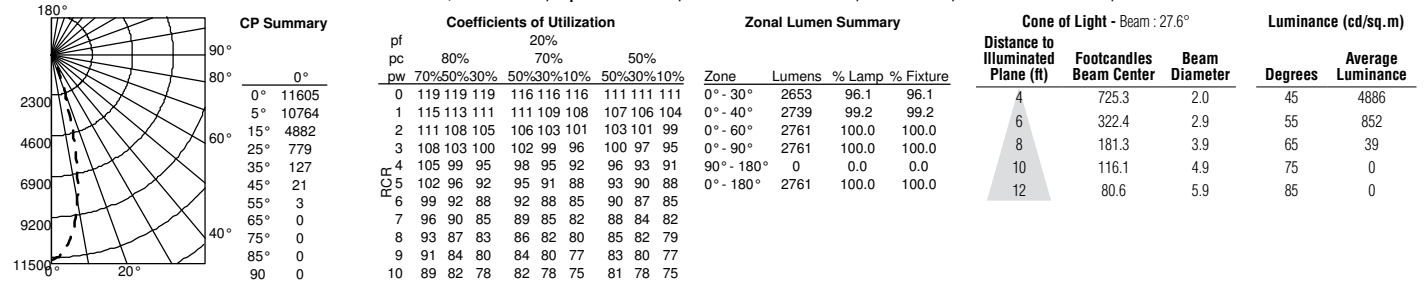 180°
2300
4600
6900
9200
11500
0°
20°
40°
60°
80°
90°
CP Summary
0°
0° 11605
5° 10764
15° 4882
25° 779
35° 127
45° 21
55° 3
65° 0
75° 0
85° 0
90 0
Coefficients of Utilization
pf 20%
pc 80% 70% 50%
pw 70%50%30% 50%30%10% 50%30%10%
RCR
0 119 119 119 116 116 116 111 111 111
1 115 113 111 111 109 108 107 106 104
2 111 108 105 106 103 101 103 101 99
3 108 103 100 102 99 96 100 97 95
4 105 99 95 98 95 92 96 93 91
5 102 96 92 95 91 88 93 90 88
6 99 92 88 92 88 85 90 87 85
7 96 90 85 89 85 82 88 84 82
8 93 87 83 86 82 80 85 82 79
9 91 84 80 84 80 77 83 80 77
10 89 82 78 82 78 75 81 78 75
Zonal Lumen Summary
Zone Lumens % Lamp % Fixture
0° - 30° 2653 96.1 96.1
0° - 40° 2739 99.2 99.2
0° - 60° 2761 100.0 100.0
0° - 90° 2761 100.0 100.0
90° - 180° 0 0.0 0.0
0° - 180° 2761 100.0 100.0
Cone of Light - Beam : 27.6°
Distance to
Illuminated Footcandles Beam
Plane (ft) Beam Center Diameter
4 725.3 2.0
6 322.4 2.9
8 181.3 3.9
10 116.1 4.9
12 80.6 5.9
Luminance (cd/sq.m)
Average
Degrees Luminance
45 4886
55 852
65 39
75 0
85 0